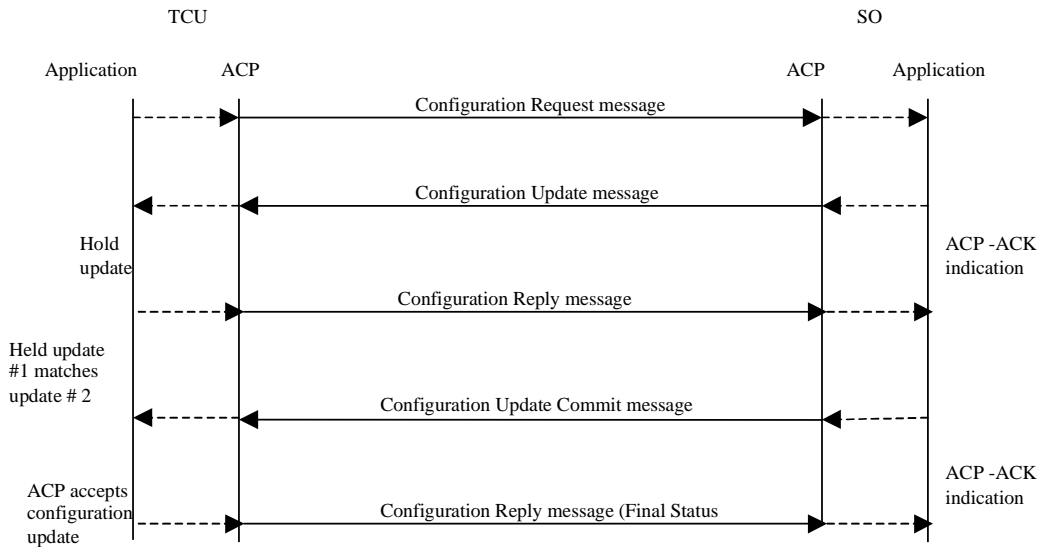 TCU
SO
Application
ACP
ACP
Application
Configuration Request message
Configuration Update message
Hold
update
ACP -ACK
indication
Configuration Reply message
Held update
#1 matches
update # 2
Configuration Update Commit message
ACP accepts
configuration
update
ACP -ACK
indication
Configuration Reply message (Final Status